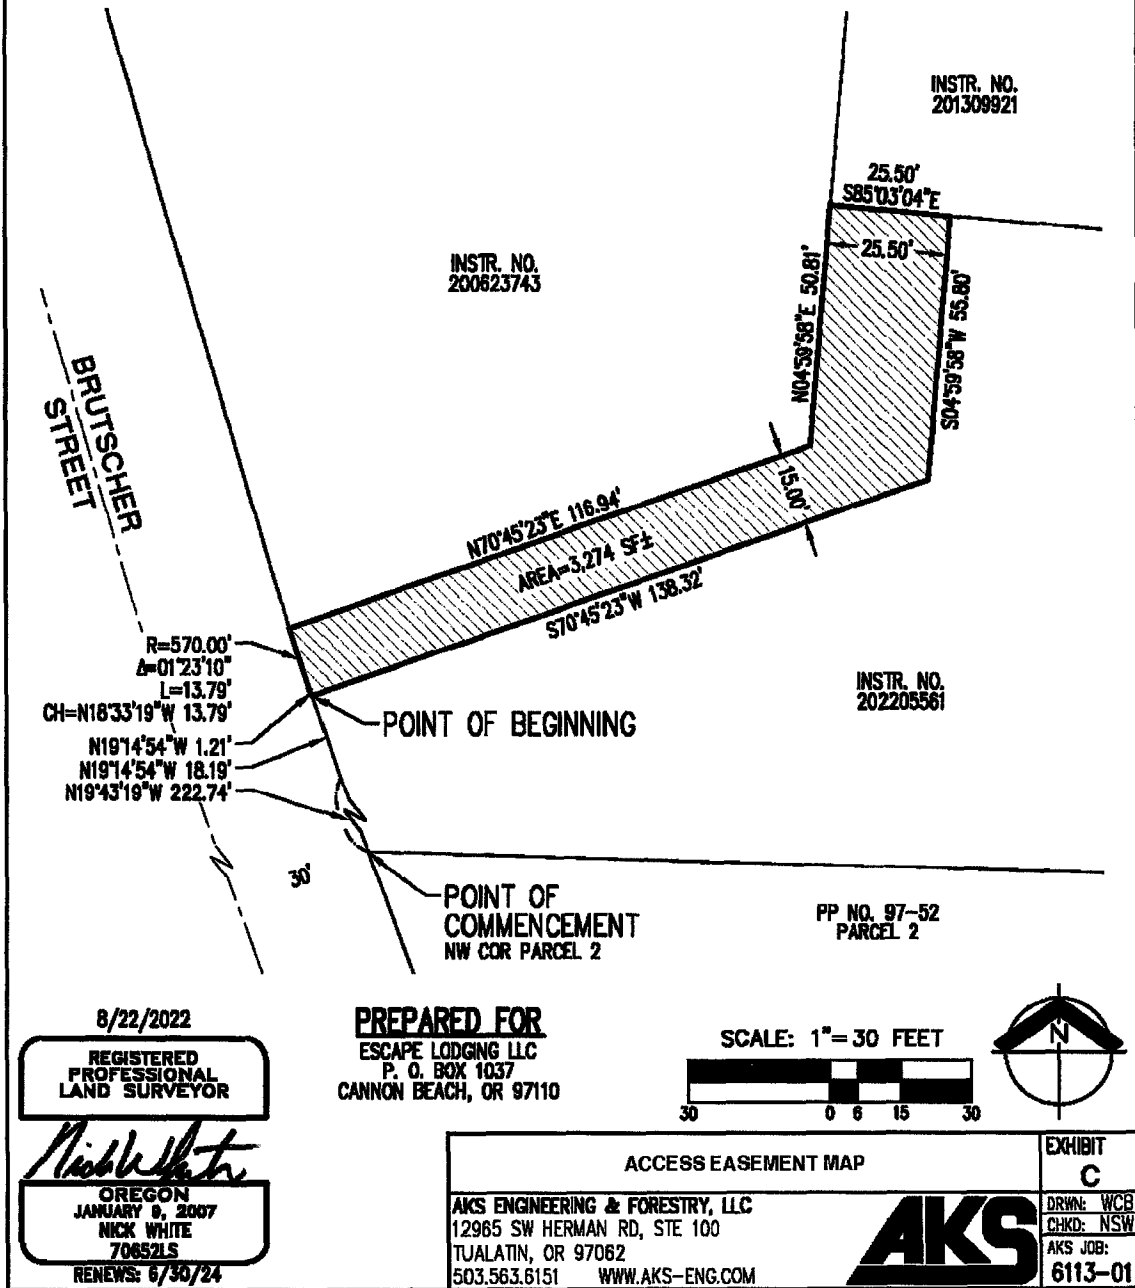 INSTR. NO.
201309921
25.50'
S85°03'04"E
25.50'
INSTR. NO.
200623743
N04°59'58"E 50.81'
S04°59'58"W 55.80'
BRUTSCHER
STREET
15.00'
N70°45'23"E 116.94'
AREA=3,274 SF±
S70°45'23"W 138.32'
R=570.00'
Δ=01°23'10"
L=13.79'
CH=N18°33'19"W 13.79'
N19°14'54"W 1.21'
N19°14'54"W 18.19'
N19°43'19"W 222.74'
POINT OF BEGINNING
INSTR. NO.
202205561
30'
POINT OF
COMMENCEMENT
NW COR PARCEL 2
PP NO. 97-52
PARCEL 2
8/22/2022
REGISTERED
PROFESSIONAL
LAND SURVEYOR
Nick White
OREGON
JANUARY 9, 2007
NICK WHITE
70652LS
RENEWS: 6/30/24
PREPARED FOR
ESCAPE LODGING LLC
P. O. BOX 1037
CANNON BEACH, OR 97110
SCALE: 1"= 30 FEET
30 0 6 15 30
N
ACCESS EASEMENT MAP
EXHIBIT
C
AKS ENGINEERING & FORESTRY, LLC
12965 SW HERMAN RD, STE 100
TUALATIN, OR 97062
503.563.6151 WWW.AKS-ENG.COM
AKS
DRWN: WCB
CHKD: NSW
AKS JOB:
6113-01